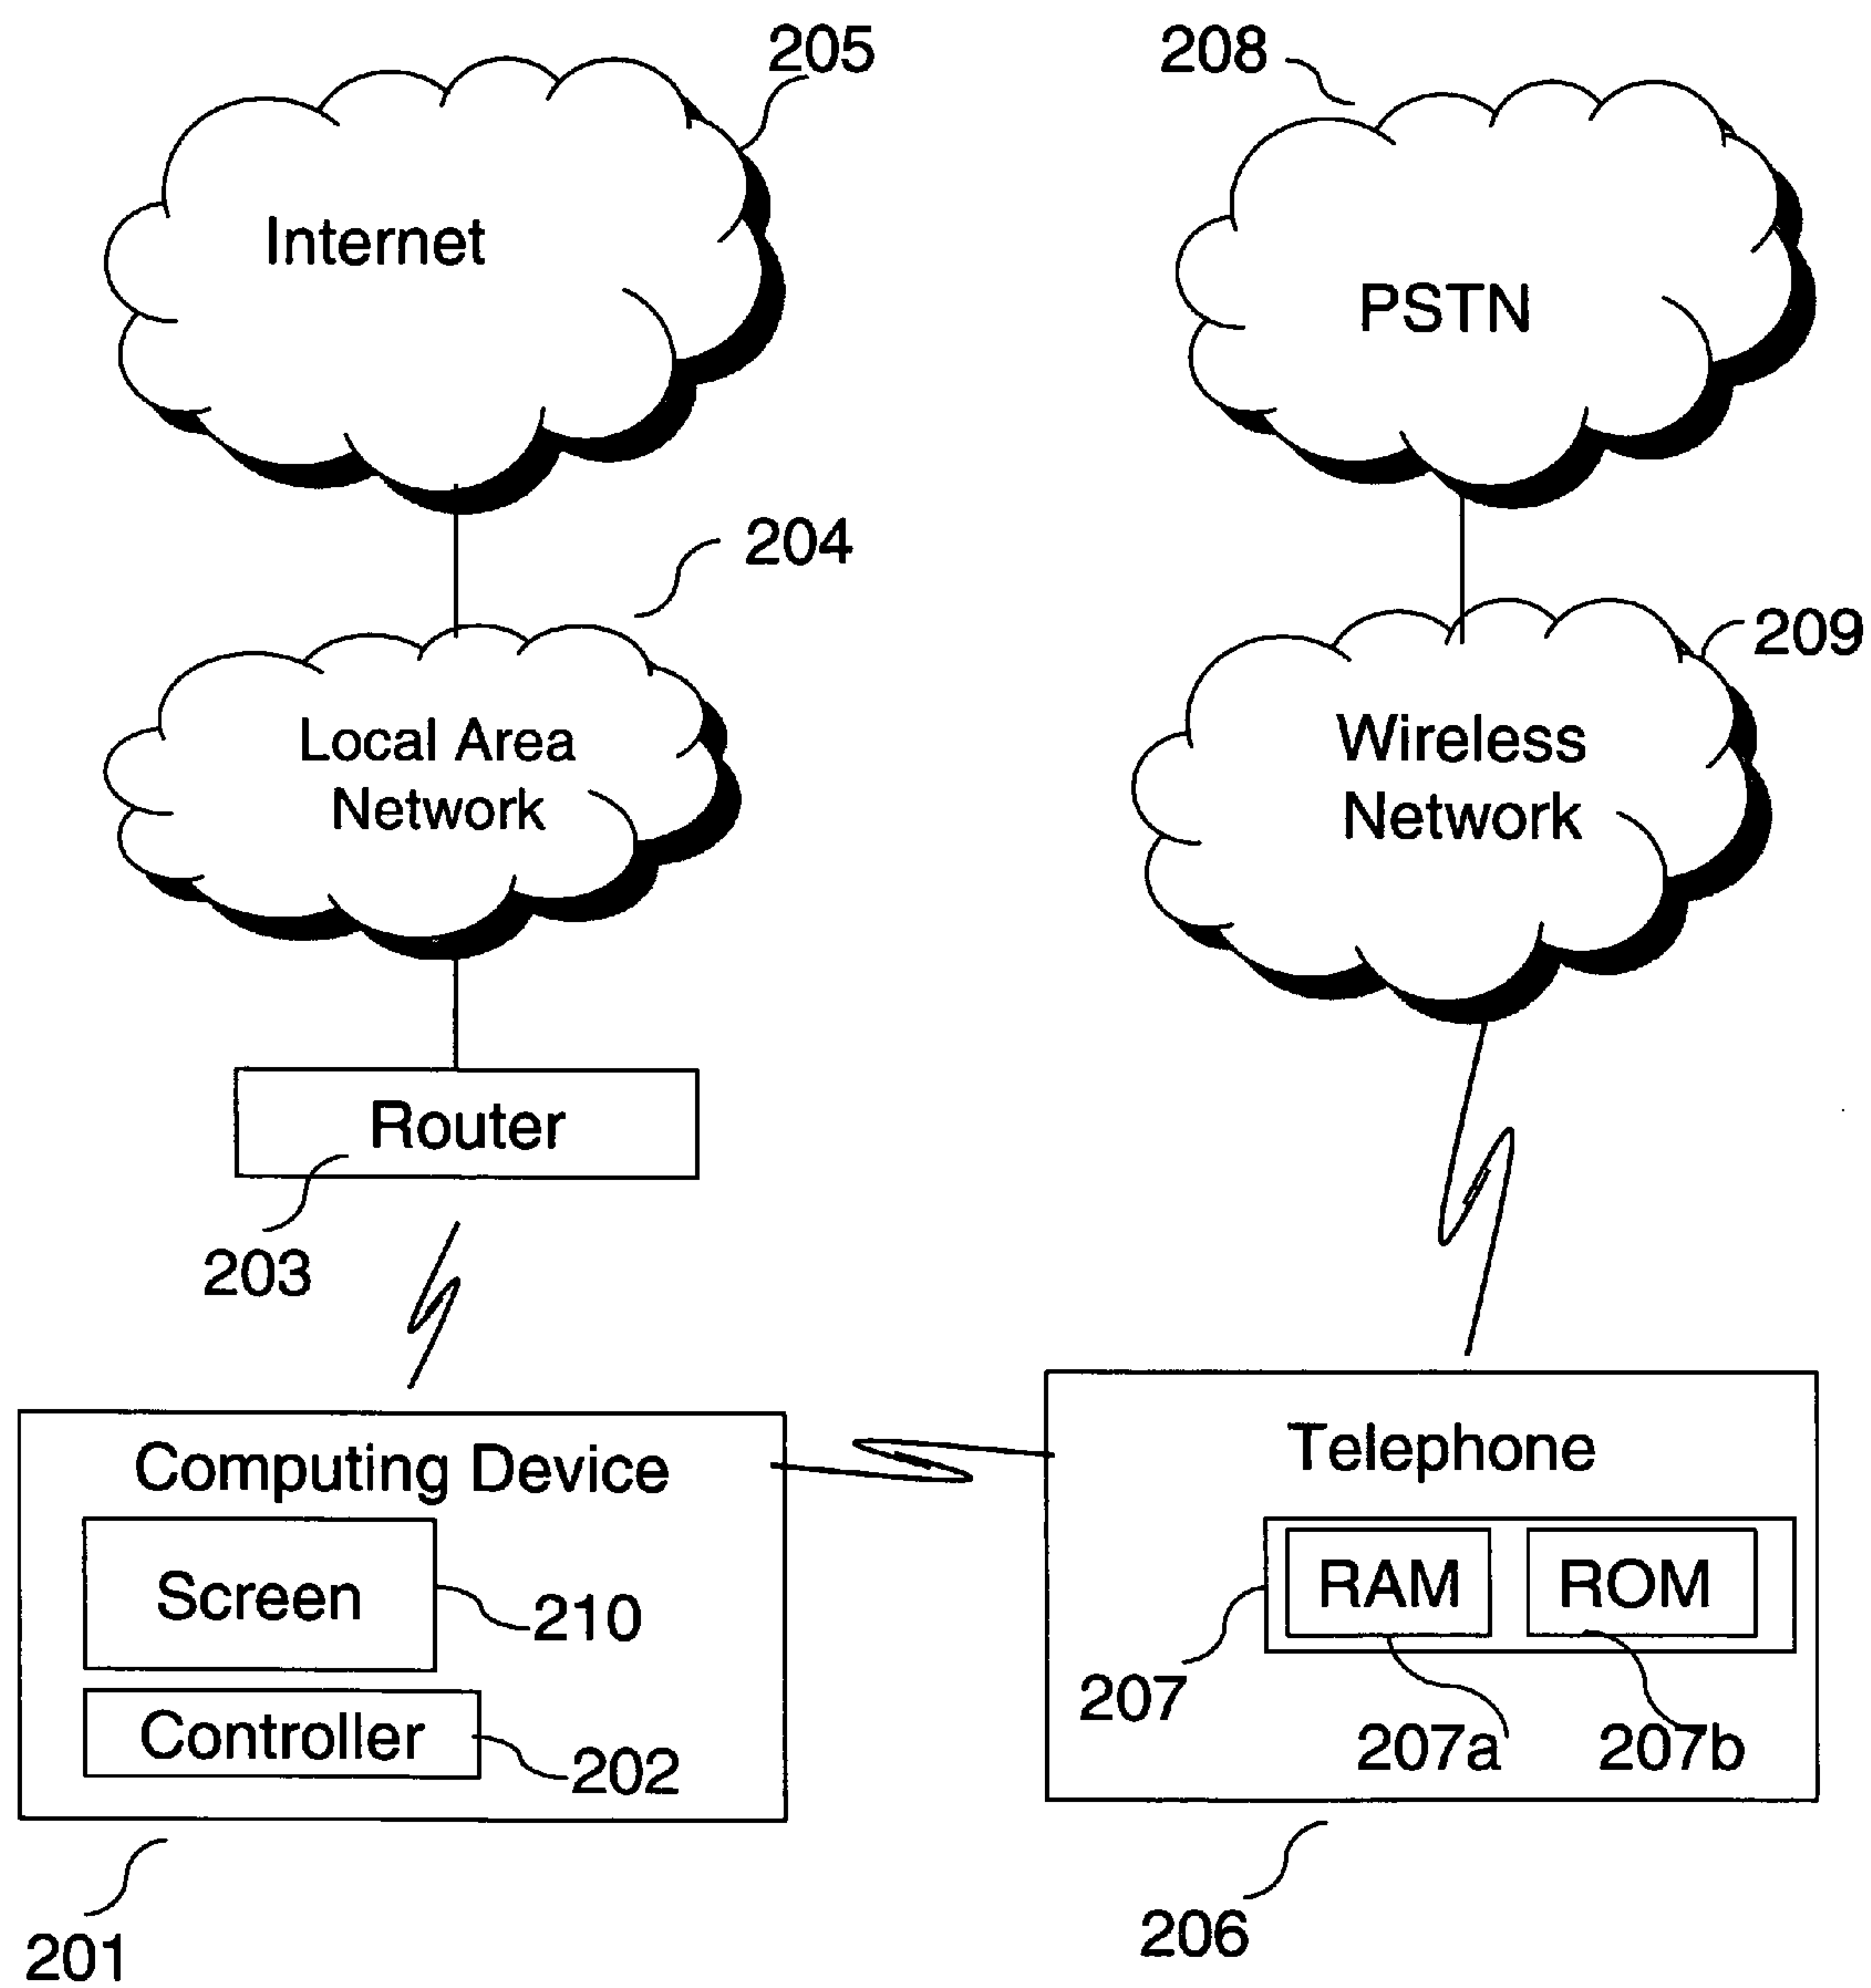 205
208
Internet
PSTN
204
209
Local Area
Network
Wireless
Network
Router
203
Computing Device
Telephone
Screen
210
RAM
ROM
207
207a
207b
Controller
202
201
206